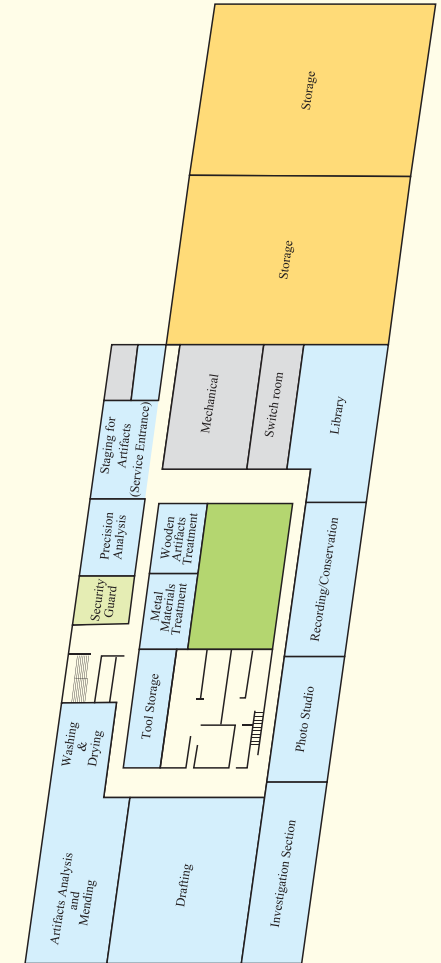 Storage
Storage
Mechanical
Switch room
Library
Staging for
Artifacts
(Service Entrance)
Precision
Analysis
Wooden
Artifacts
Treatment
Recording/Conservation
Security
Guard
Metal
Materials
Treatment
Tool Storage
Photo Studio
Washing
&
Drying
Artifacts Analysis
and
Mending
Drafting
Investigation Section